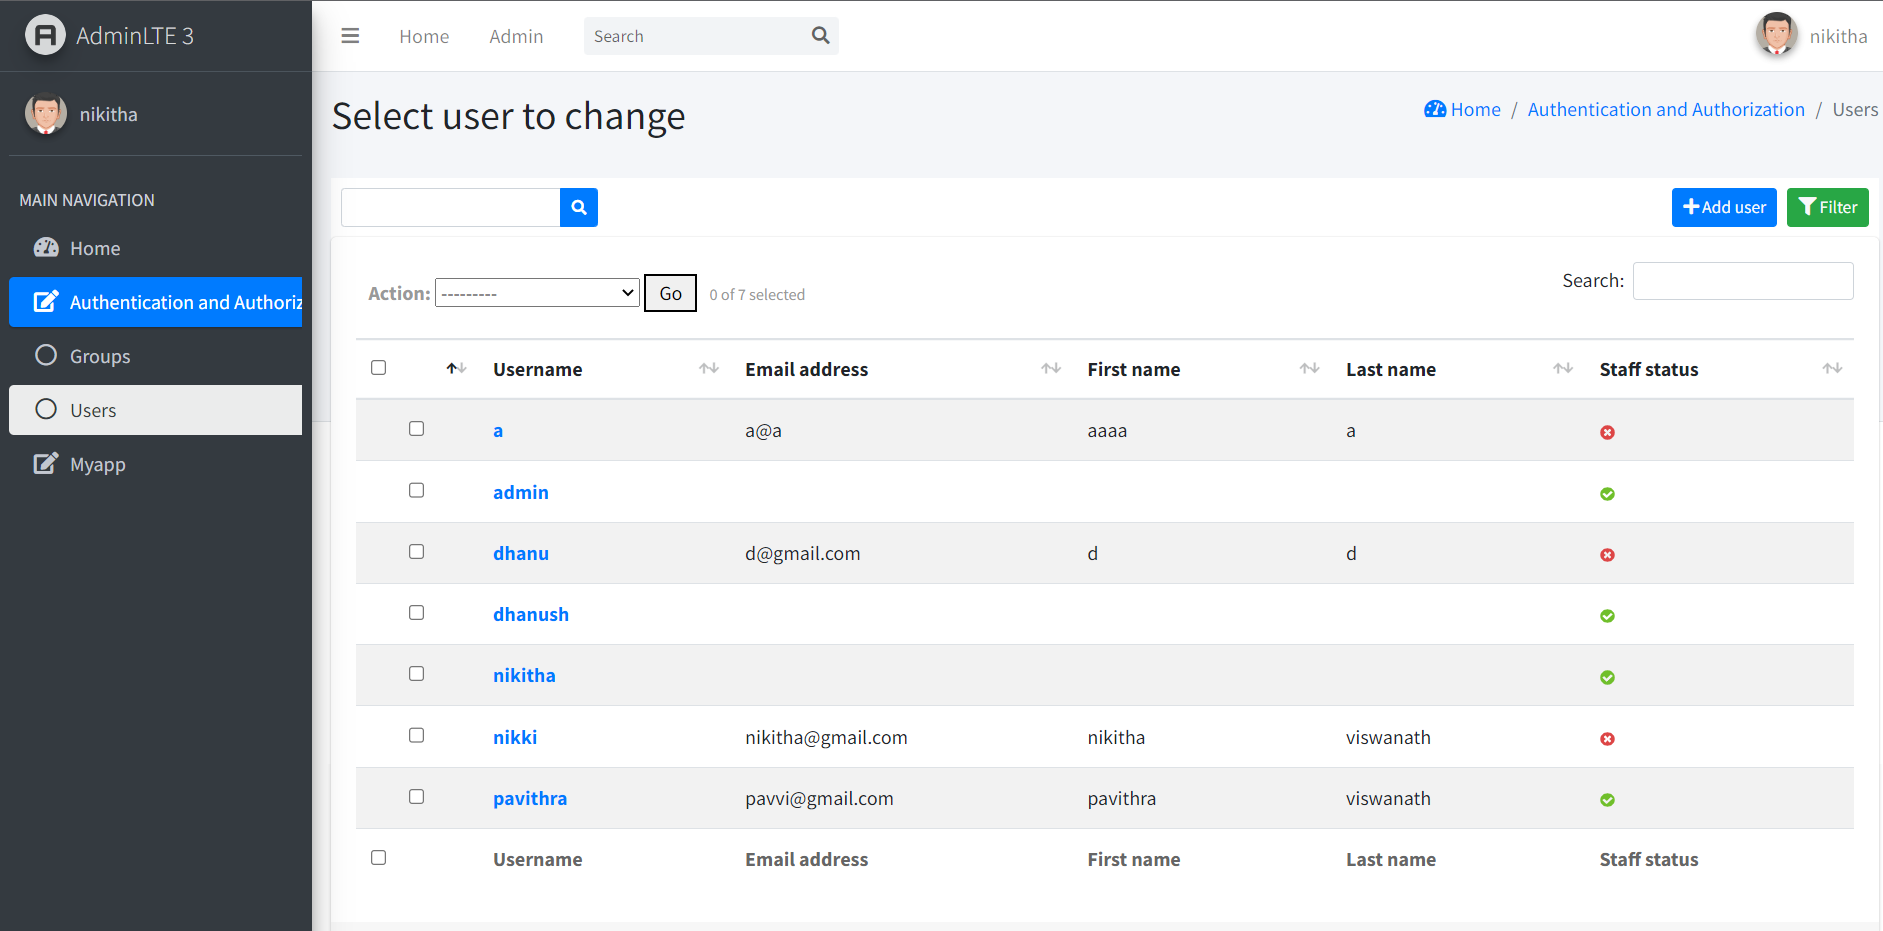 AdminLTE 3
Home Admin Search nikitha
nikitha
MAIN NAVIGATION
Home
Authentication and Authoriz
Groups
Users
Myapp
Select user to change
Home / Authentication and Authorization / Users
Add user Filter
Action: --------- Go 0 of 7 selected
Search:
Username Email address First name Last name Staff status
a a@a aaaa a
admin
dhanu d@gmail.com d d
dhanush
nikitha
nikki nikitha@gmail.com nikitha viswanath
pavithra pavvi@gmail.com pavithra viswanath
Username Email address First name Last name Staff status